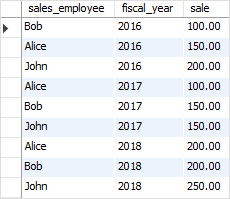 sales_employee fiscal_year sale
Bob 2016 100.00
Alice 2016 150.00
John 2016 200.00
Alice 2017 100.00
Bob 2017 150.00
John 2017 150.00
Alice 2018 200.00
Bob 2018 200.00
John 2018 250.00